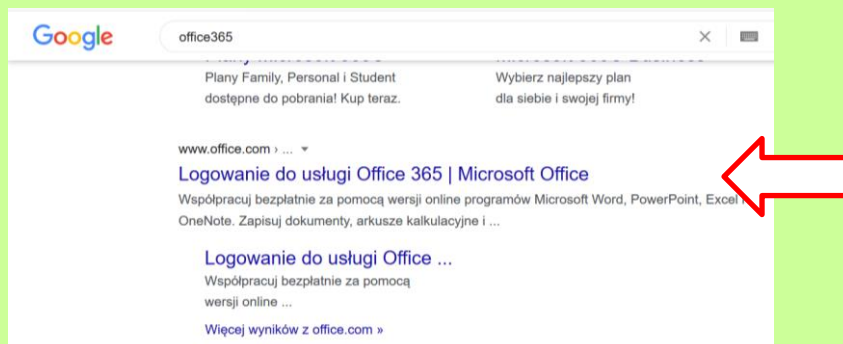 Google
office365
Plany Family, Personal i Student
dostępne do pobrania! Kup teraz.
Wybierz najlepszy plan
dla siebie i swojej firmy!
www.office.com › ...
Logowanie do usługi Office 365 | Microsoft Office
Współpracuj bezpłatnie za pomocą wersji online programów Microsoft Word, PowerPoint, Excel i
OneNote. Zapisuj dokumenty, arkusze kalkulacyjne i ...
Logowanie do usługi Office ...
Współpracuj bezpłatnie za pomocą
wersji online ...
Więcej wyników z office.com »